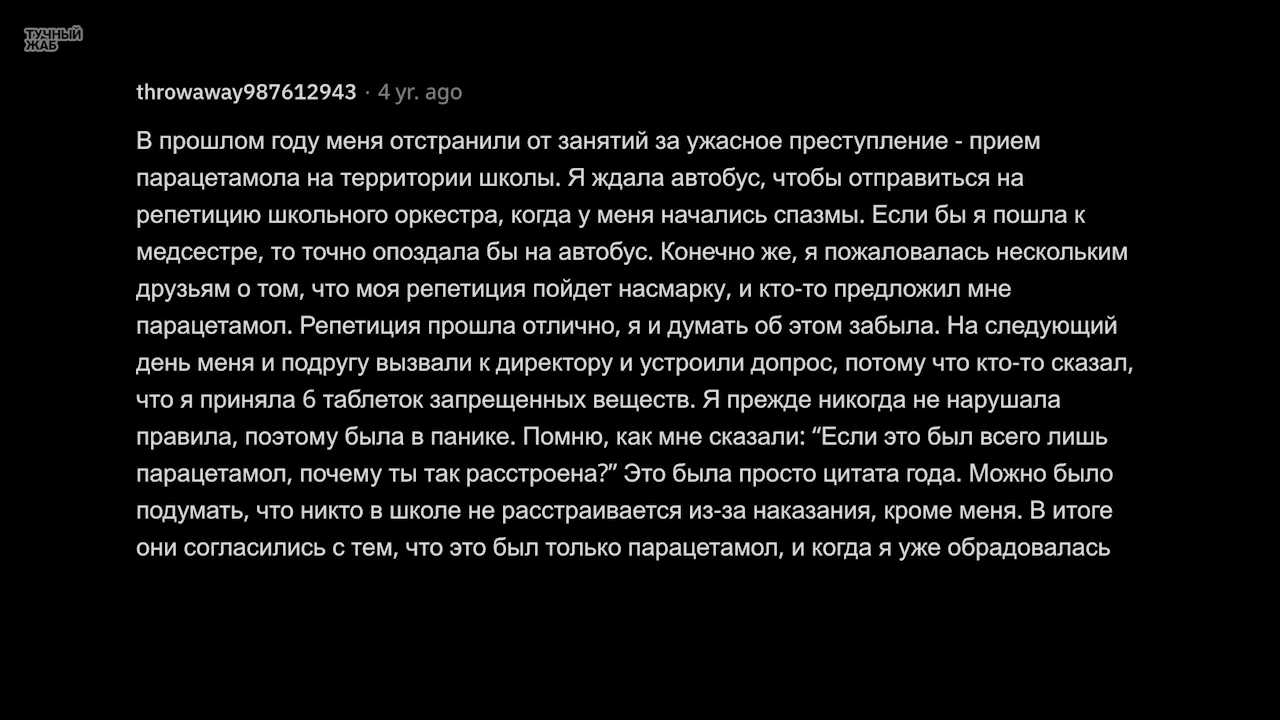 ТУЧНЫЙ
ЖАБ
throwaway987612943 · 4 yr. ago
В прошлом году меня отстранили от занятий за ужасное преступление - прием
парацетамола на территории школы. Я ждала автобус, чтобы отправиться на
репетицию школьного оркестра, когда у меня начались спазмы. Если бы я пошла к
медсестре, то точно опоздала бы на автобус. Конечно же, я пожаловалась нескольким
друзьям о том, что моя репетиция пойдет насмарку, и кто-то предложил мне
парацетамол. Репетиция прошла отлично, я и думать об этом забыла. На следующий
день меня и подругу вызвали к директору и устроили допрос, потому что кто-то сказал,
что я приняла 6 таблеток запрещенных веществ. Я прежде никогда не нарушала
правила, поэтому была в панике. Помню, как мне сказали: “Если это был всего лишь
парацетамол, почему ты так расстроена?” Это была просто цитата года. Можно было
подумать, что никто в школе не расстраивается из-за наказания, кроме меня. В итоге
они согласились с тем, что это был только парацетамол, и когда я уже обрадовалась